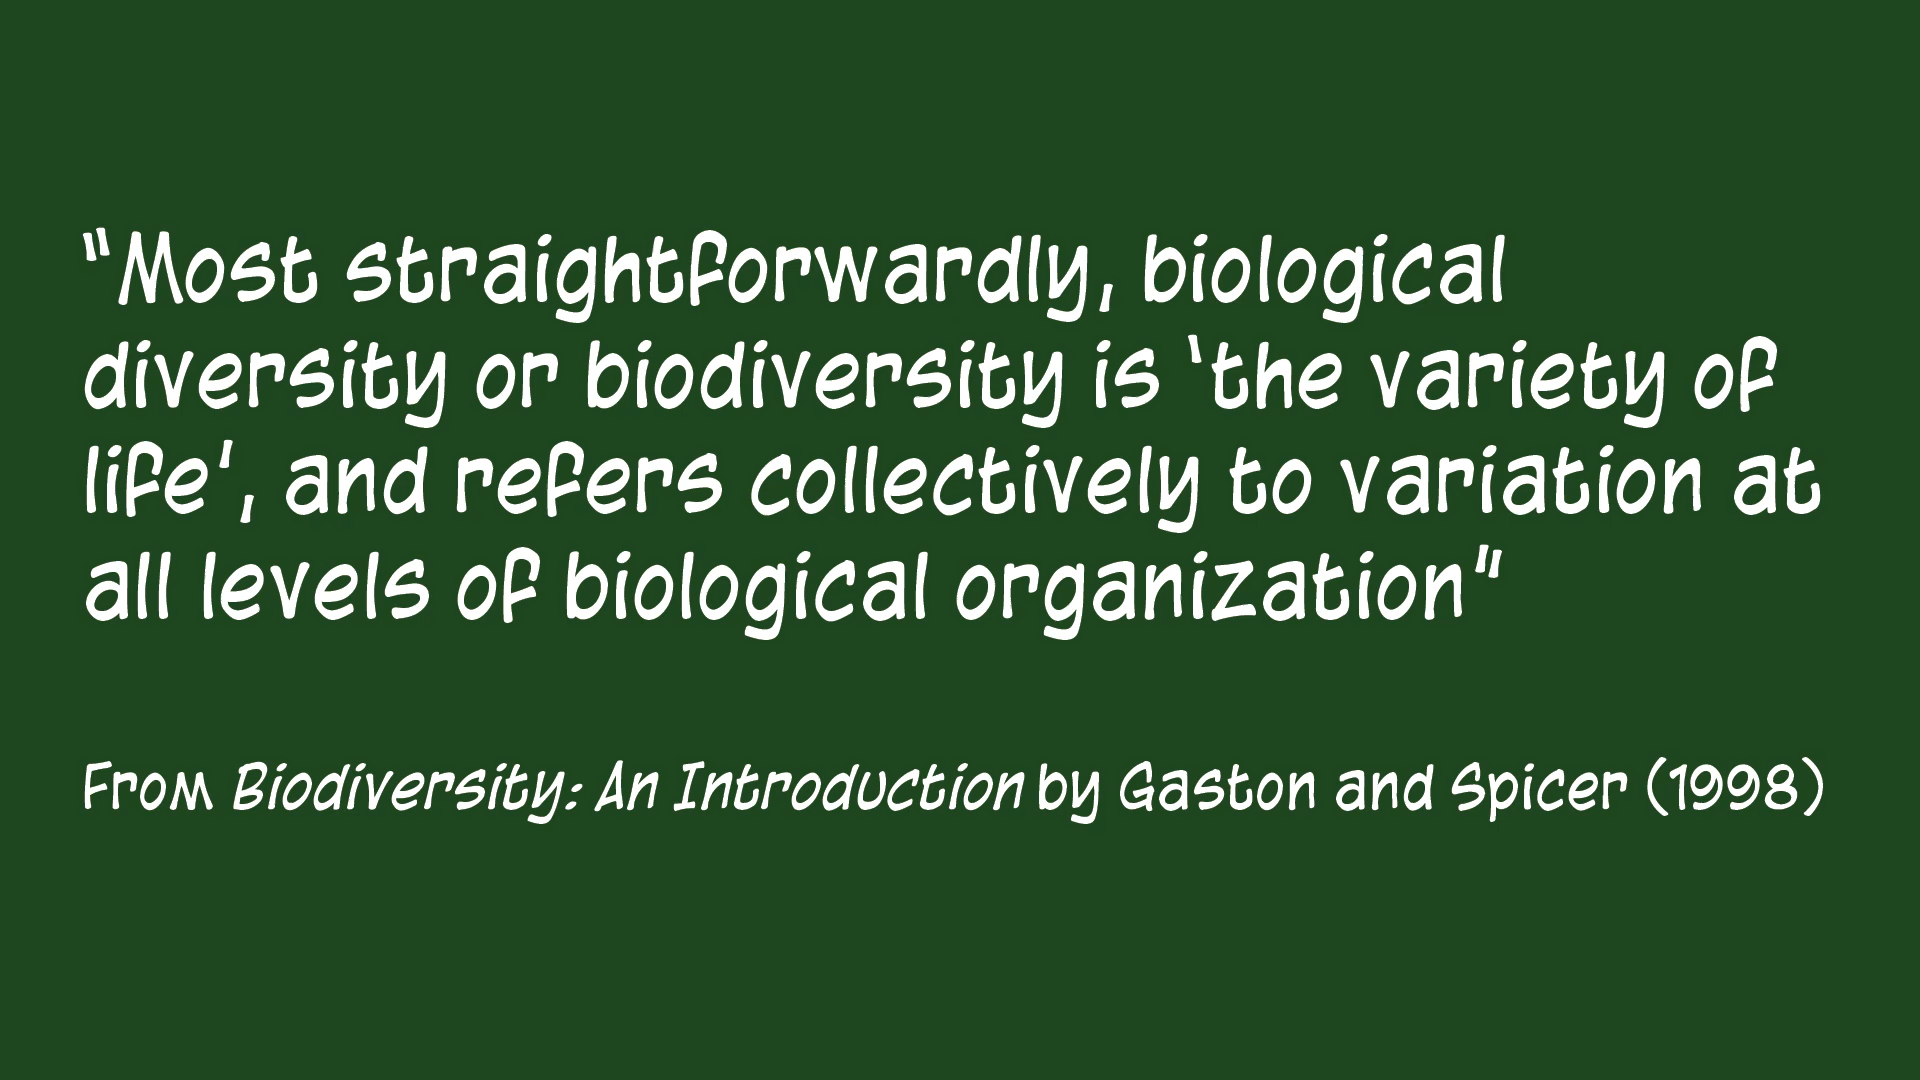 “Most straightforwardly, biological
diversity or biodiversity is ‘the variety of
life’, and refers collectively to variation at
all levels of biological organization”
From Biodiversity: An Introduction by Gaston and Spicer (1998)